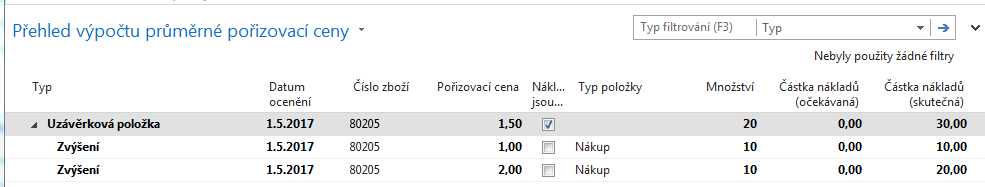 Přehled výpočtu průměrné pořizovací ceny
Typ filtrování (F3) Typ
Nebyly použity žádné filtry
Typ Datum ocenění Číslo zboží Pořizovací cena Nákl... jsou... Typ položky Množství Částka nákladů (očekávaná) Částka nákladů (skutečná)
Uzávěrková položka 1.5.2017 80205 1,50 20 0,00 30,00
Zvýšení 1.5.2017 80205 1,00 Nákup 10 0,00 10,00
Zvýšení 1.5.2017 80205 2,00 Nákup 10 0,00 20,00